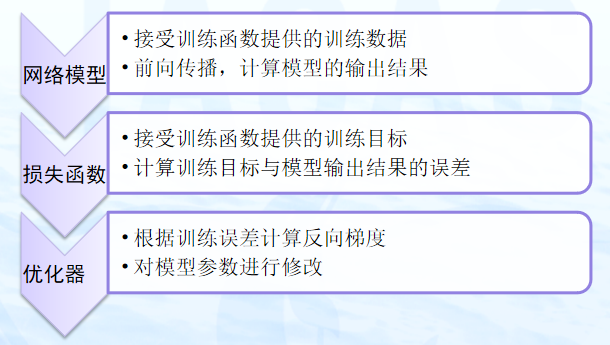 网络模型
• 接受训练函数提供的训练数据
• 前向传播，计算模型的输出结果
损失函数
• 接受训练函数提供的训练目标
• 计算训练目标与模型输出结果的误差
优化器
• 根据训练误差计算反向梯度
• 对模型参数进行修改